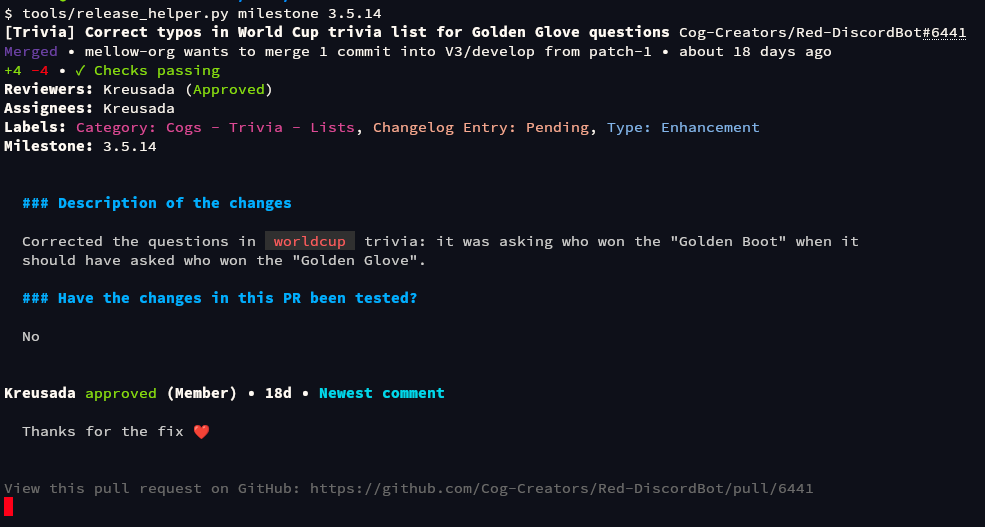 $ tools/release_helper.py milestone 3.5.14
[Trivia] Correct typos in World Cup trivia list for Golden Glove questions Cog-Creators/Red-DiscordBot#6441
Merged • mellow-org wants to merge 1 commit into V3/develop from patch-1 • about 18 days ago
+4 -4 • ✓ Checks passing
Reviewers: Kreusada (Approved)
Assignees: Kreusada
Labels: Category: Cogs - Trivia - Lists, Changelog Entry: Pending, Type: Enhancement
Milestone: 3.5.14
### Description of the changes
Corrected the questions in worldcup trivia: it was asking who won the "Golden Boot" when it
should have asked who won the "Golden Glove".
### Have the changes in this PR been tested?
No
Kreusada approved (Member) • 18d • Newest comment
Thanks for the fix ❤️
View this pull request on GitHub: https://github.com/Cog-Creators/Red-DiscordBot/pull/6441